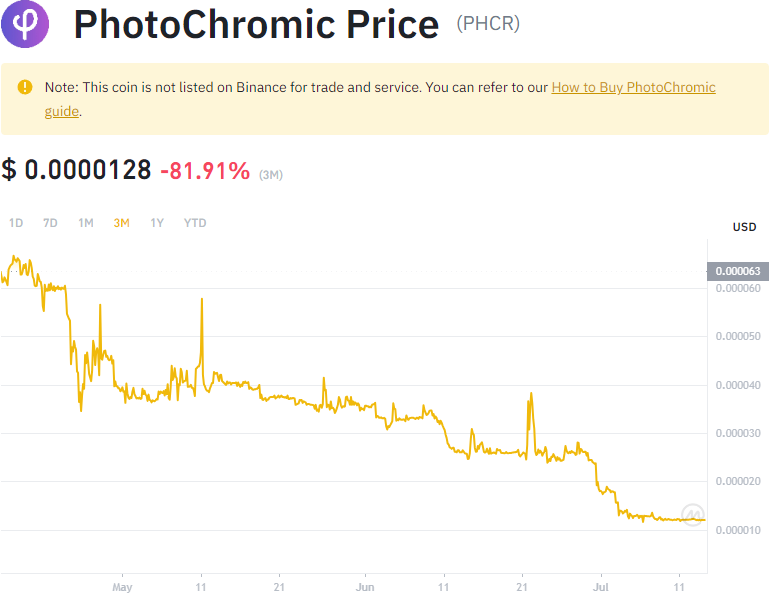 PhotoChromic Price (PHCR)
Note: This coin is not listed on Binance for trade and service. You can refer to our How to Buy PhotoChromic
guide.
$ 0.0000128 -81.91% (3M)
1D 7D 1M 3M 1Y YTD
USD
0.000063
0.000060
0.000050
0.000040
0.000030
0.000020
0.000010
May 11 21 Jun 11 21 Jul 11